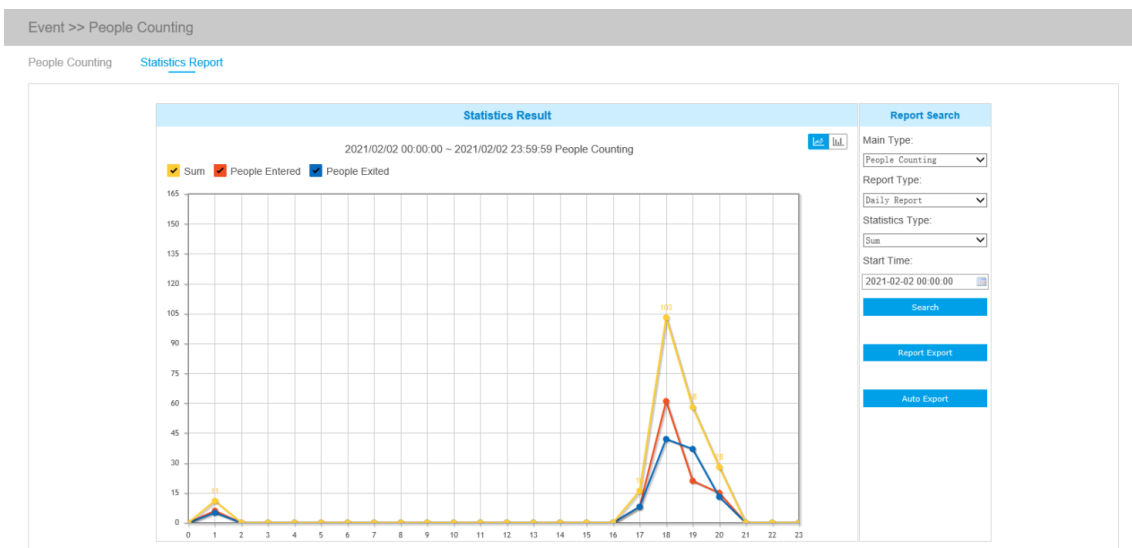 Event >> People Counting
People Counting
Statistics Report
Statistics Result
2021/02/02 00:00:00 ~ 2021/02/02 23:59:59 People Counting
Sum
People Entered
People Exited
165
150
135
120
105
90
75
60
45
30
15
0
103
11
28
0 1 2 3 4 5 6 7 8 9 10 11 12 13 14 15 16 17 18 19 20 21 22 23
Report Search
Main Type:
People Counting
Report Type:
Daily Report
Statistics Type:
Sum
Start Time:
2021-02-02 00:00:00
Search
Report Export
Auto Export